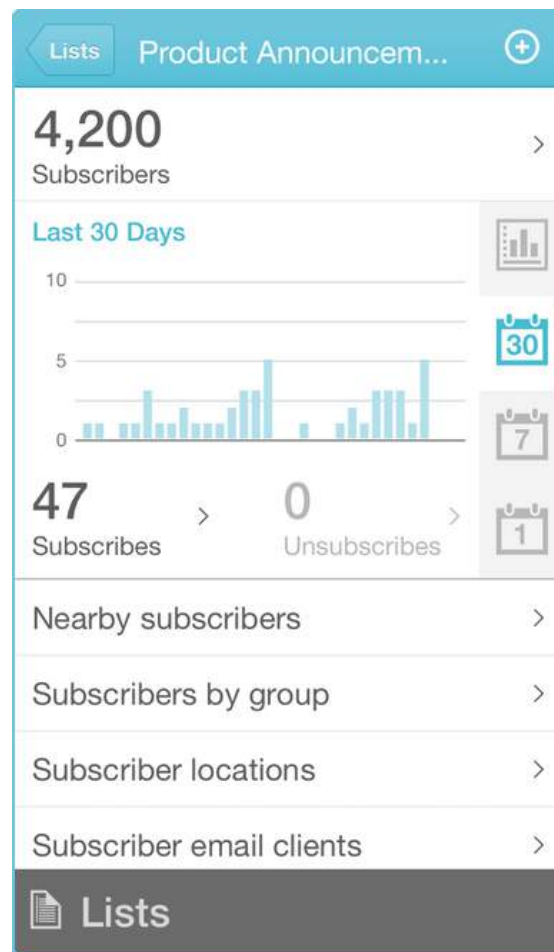 Lists Product Announcem...
4,200
Subscribers
Last 30 Days
10
5
0
30
7
1
47
Subscribes
0
Unsubscribes
Nearby subscribers
Subscribers by group
Subscriber locations
Subscriber email clients
Lists